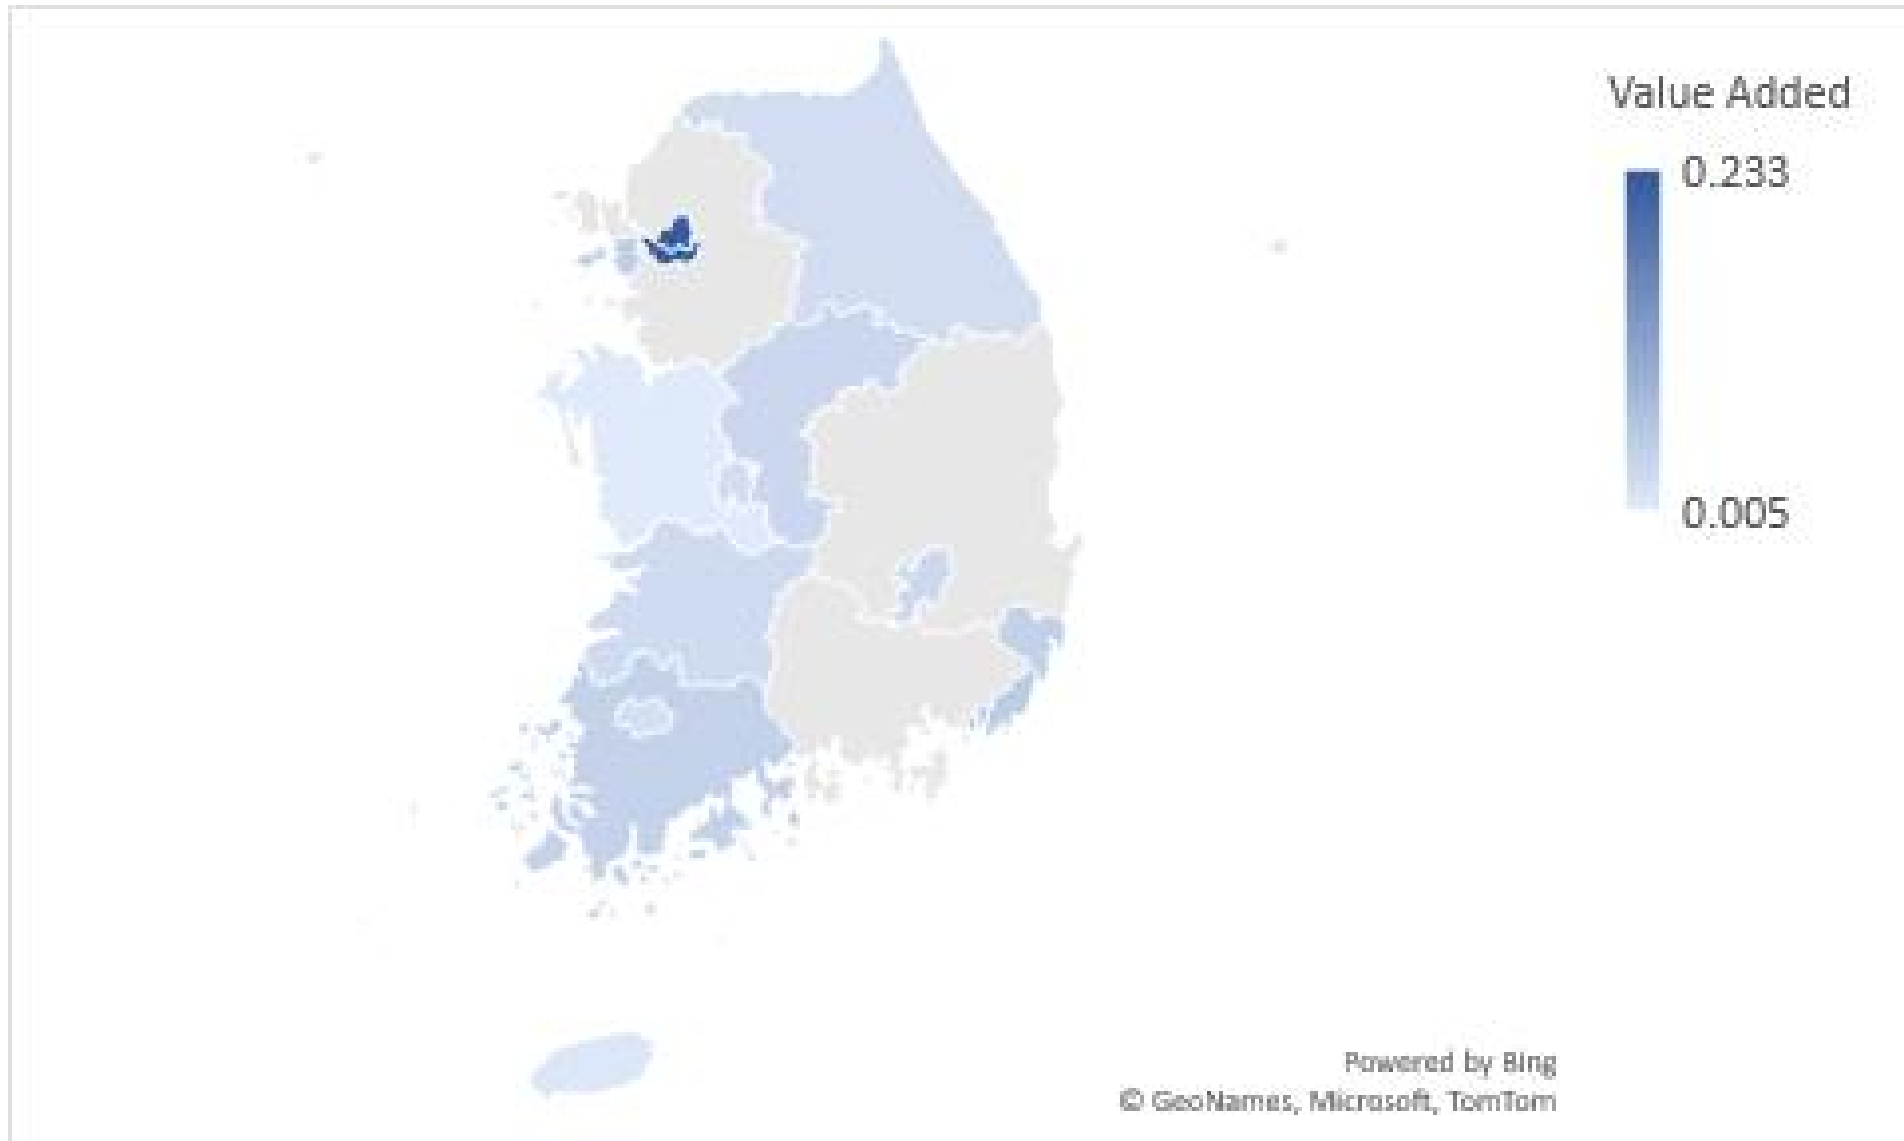 Value Added
0.233
0.005
Powered by Bing
© GeoNames, Microsoft, TomTom